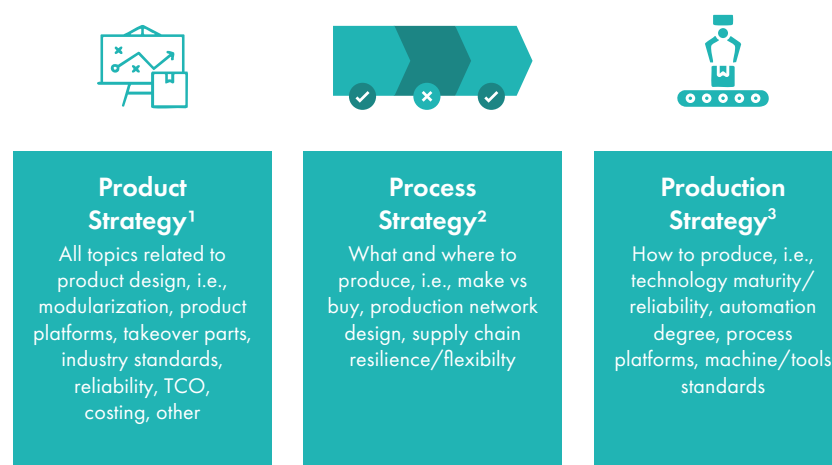 Product
Strategy¹
All topics related to
product design, i.e.,
modularization, product
platforms, takeover parts,
industry standards,
reliability, TCO,
costing, other
Process
Strategy²
What and where to
produce, i.e., make vs
buy, production network
design, supply chain
resilience/flexibilty
Production
Strategy³
How to produce, i.e.,
technology maturity/
reliability, automation
degree, process
platforms, machine/tools
standards